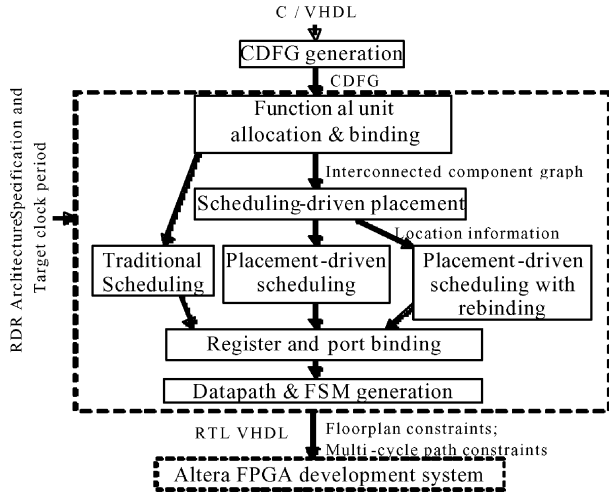 C / VHDL
CDFG generation
CDFG
Function al unit
allocation & binding
Interconnected component graph
Scheduling-driven placement
Location information
RDR ArchitectureSpecification and
Target clock period
Traditional
Scheduling
Placement-driven
scheduling
Placement-driven
scheduling with
rebinding
Register and port binding
Datapath & FSM generation
RTL VHDL
Floorplan constraints;
Multi-cycle path constraints
Altera FPGA development system